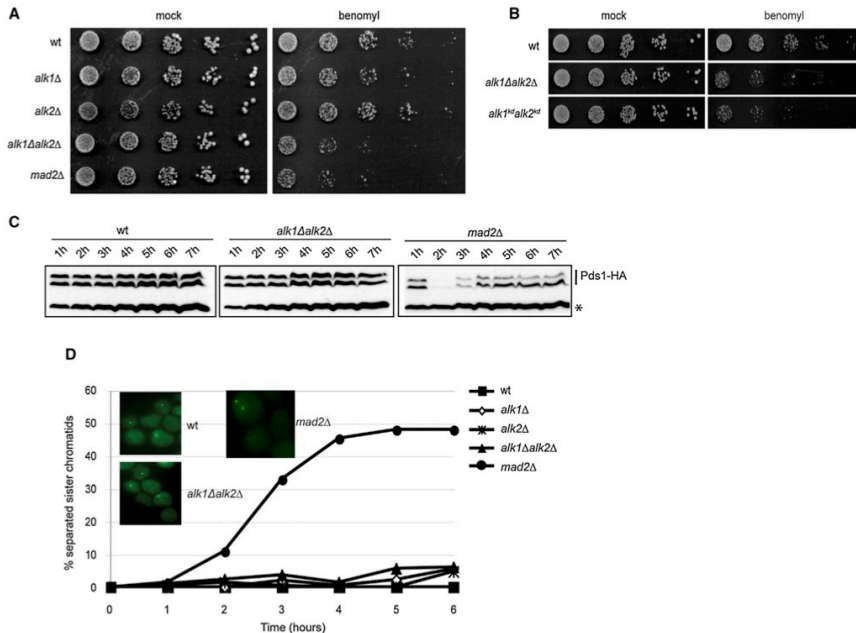 A
mock
benomyl
wt
alk1Δ
alk2Δ
alk1Δalk2Δ
mad2Δ
B
mock
benomyl
wt
alk1Δalk2Δ
alk1kdalk2kd
C
wt
alk1Δalk2Δ
mad2Δ
1h 2h 3h 4h 5h 6h 7h
1h 2h 3h 4h 5h 6h 7h
1h 2h 3h 4h 5h 6h 7h
Pds1-HA
*
D
% separated sister chromatids
60
50
40
30
20
10
0
0 1 2 3 4 5 6
Time (hours)
wt
alk1Δalk2Δ
mad2Δ
wt
alk1Δ
alk2Δ
alk1Δalk2Δ
mad2Δ